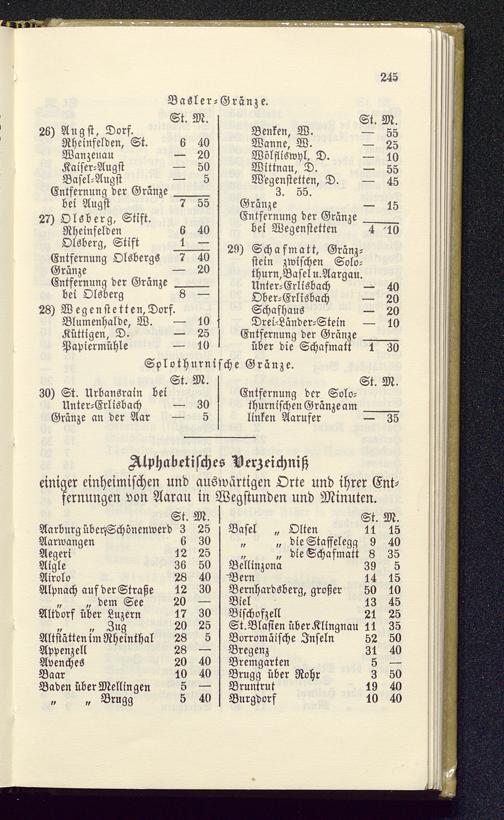 245
Basler=Gränze.
St. M.
26) Augst, Dorf.
Rheinfelden, St. 6 40
Wanzenau — 20
Kaiser=Augst — 50
Basel=Augst — 5
Entfernung der Gränze
bei Augst 7 55
27) Olsberg, Stift.
Rheinfelden 6 40
Olsberg, Stift 1 —
Entfernung Olsbergs 7 40
Gränze — 20
Entfernung der Gränze
bei Olsberg 8 —
28) Wegenstetten, Dorf.
Blumenhalde, W. — 10
Küttigen, D. — 25
Papiermühle — 10
St. M.
Benken, W. — 55
Wanne, W. — 25
Wölfliswyl, D. — 10
Wittnau, D. — 55
Wegenstetten, D. — 45
3. 55.
Gränze — 15
Entfernung der Gränze
bei Wegenstetten 4 10
29) Schafmatt, Gränz=
stein zwischen Solo=
thurn, Basel u. Aargau.
Unter=Erlisbach — 40
Ober=Erlisbach — 20
Schafhaus — 20
Drei=Länder=Stein — 10
Entfernung der Gränze
über die Schafmatt 1 30
Solothurnische Gränze.
St. M.
30) St. Urbansrain bei
Unter=Erlisbach — 30
Gränze an der Aar — 5
St. M.
Entfernung der Solo=
thurnischen Gränze am
linken Aarufer — 35
Alphabetisches Verzeichniß
einiger einheimischen und auswärtigen Orte und ihrer Ent=
fernungen von Aarau in Wegstunden und Minuten.
St. M.
Aarburg über Schönenwerd 3 25
Aarwangen 6 30
Aegeri 12 25
Aigle 36 50
Airolo 28 40
Alpnach auf der Straße 12 30
„ „ dem See 20 —
Altdorf über Luzern 17 30
„ „ Zug 20 25
Altstätten im Rheinthal 28 5
Appenzell 28 —
Avenches 20 40
Baar 10 40
Baden über Mellingen 5 —
„ „ Brugg 5 40
St. M.
Basel „ Olten 11 15
„ „ die Staffelegg 9 40
„ „ die Schafmatt 8 35
Bellinzona 39 5
Bern 14 15
Bernhardsberg, großer 50 10
Biel 13 45
Bischofzell 21 25
St. Blasien über Klingnau 11 35
Borromäische Inseln 52 50
Bregenz 31 40
Bremgarten 5 —
Brugg über Rohr 3 50
Bruntrut 19 40
Burgdorf 10 40